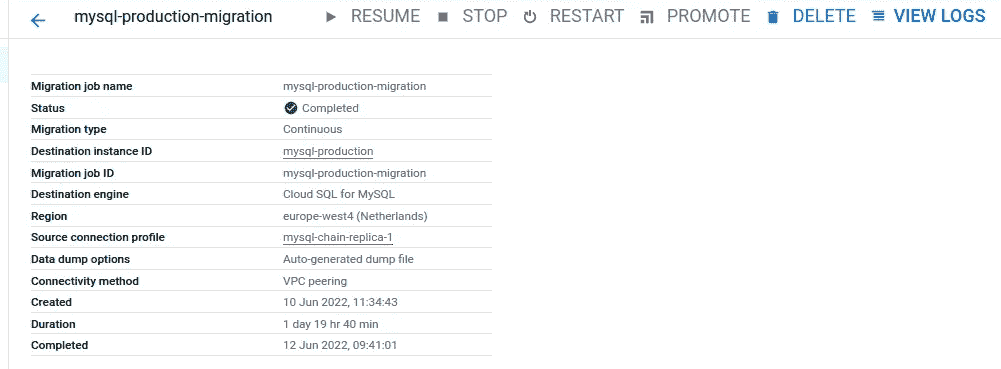 mysql-production-migration RESUME STOP RESTART PROMOTE DELETE VIEW LOGS
Migration job name mysql-production-migration
Status Completed
Migration type Continuous
Destination instance ID mysql-production
Migration job ID mysql-production-migration
Destination engine Cloud SQL for MySQL
Region europe-west4 (Netherlands)
Source connection profile mysql-chain-replica-1
Data dump options Auto-generated dump file
Connectivity method VPC peering
Created 10 Jun 2022, 11:34:43
Duration 1 day 19 hr 40 min
Completed 12 Jun 2022, 09:41:01